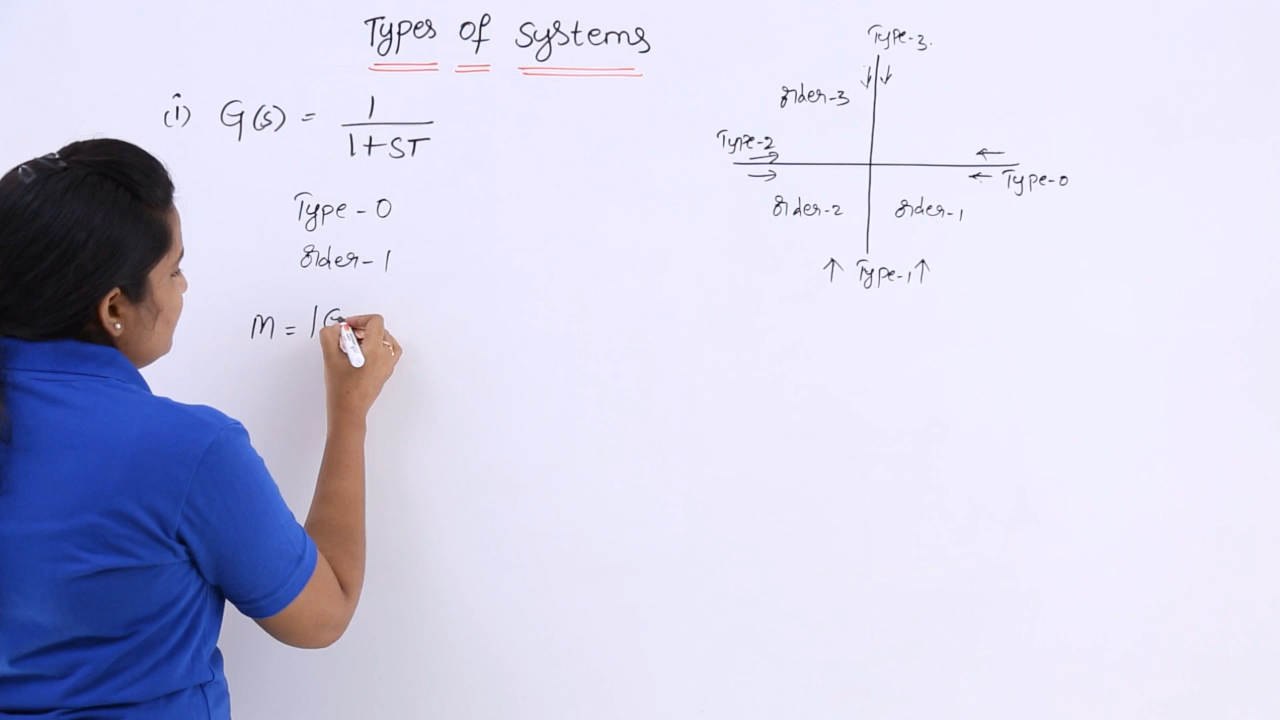 Types of Systems
(i) G(s) = 1 / 1+ST
Type - 0
Order - 1
M = |G
Type-3.
Order-3
Type-2
Type-0
Order-2
Order-1
Type-1